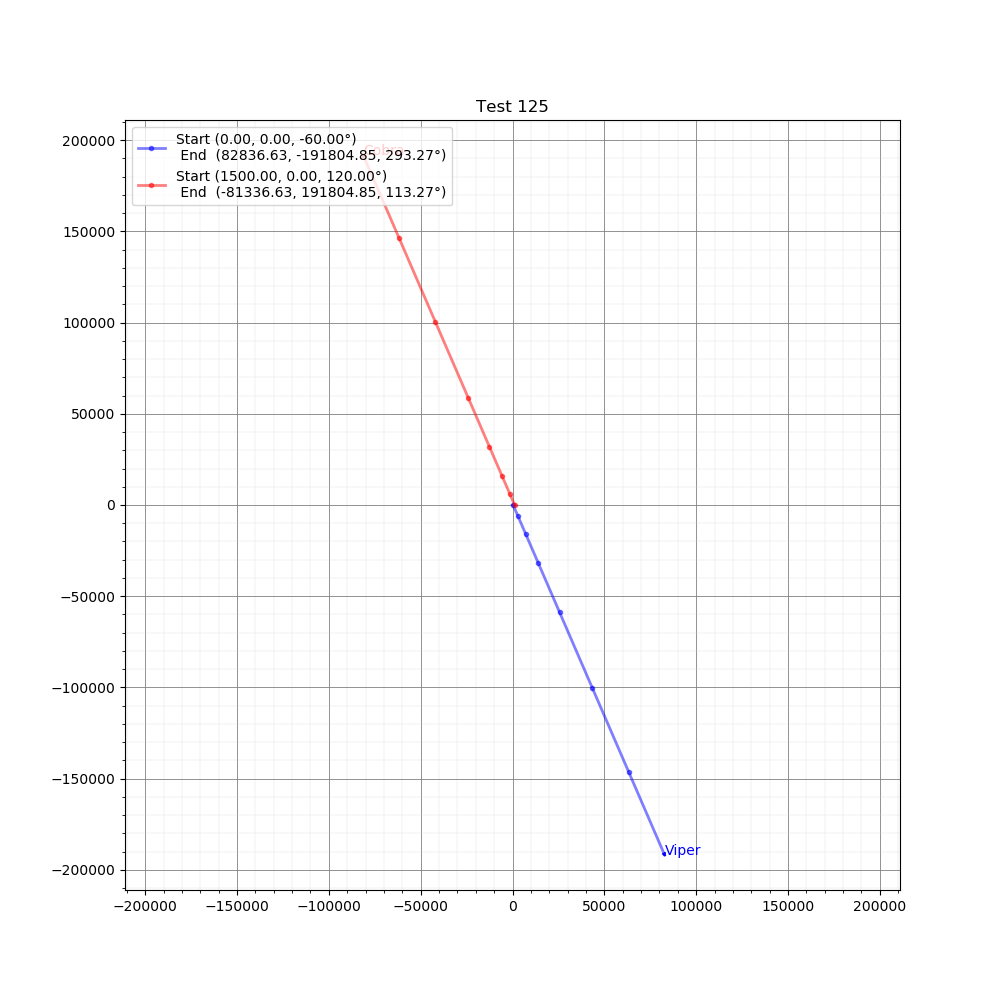 Test 125
Start (0.00, 0.00, -60.00°)
End (82836.63, -191804.85, 293.27°)
Start (1500.00, 0.00, 120.00°)
End (-81336.63, 191804.85, 113.27°)
Cobra
200000
150000
100000
50000
0
−50000
−100000
−150000
−200000
Viper
−200000 −150000 −100000 −50000 0 50000 100000 150000 200000